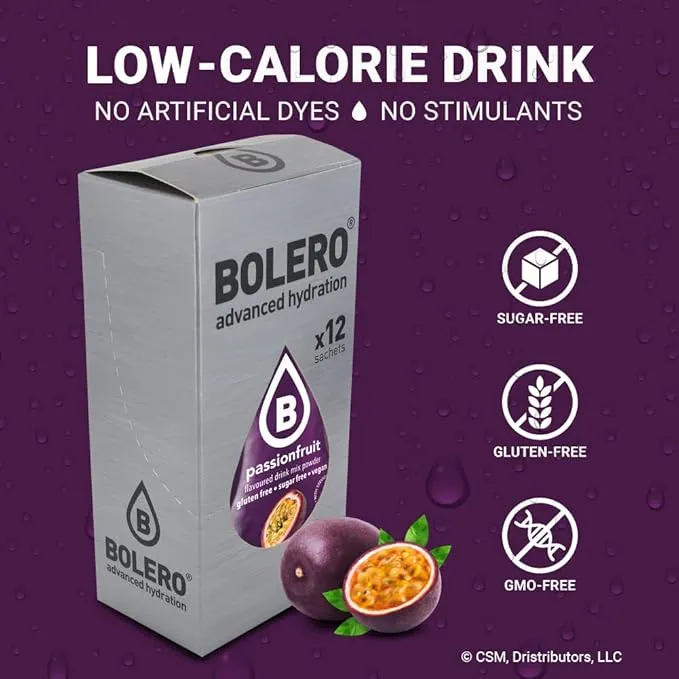 LOW-CALORIE DRINK
NO ARTIFICIAL DYES NO STIMULANTS
B
BOLERO®
advanced hydration
x12
sachets
B
passionfruit
flavoured drink mix powder
gluten free • sugar free • vegan
B
BOLERO®
advanced hydration
SUGAR-FREE
GLUTEN-FREE
GMO-FREE
© CSM, Dristributors, LLC